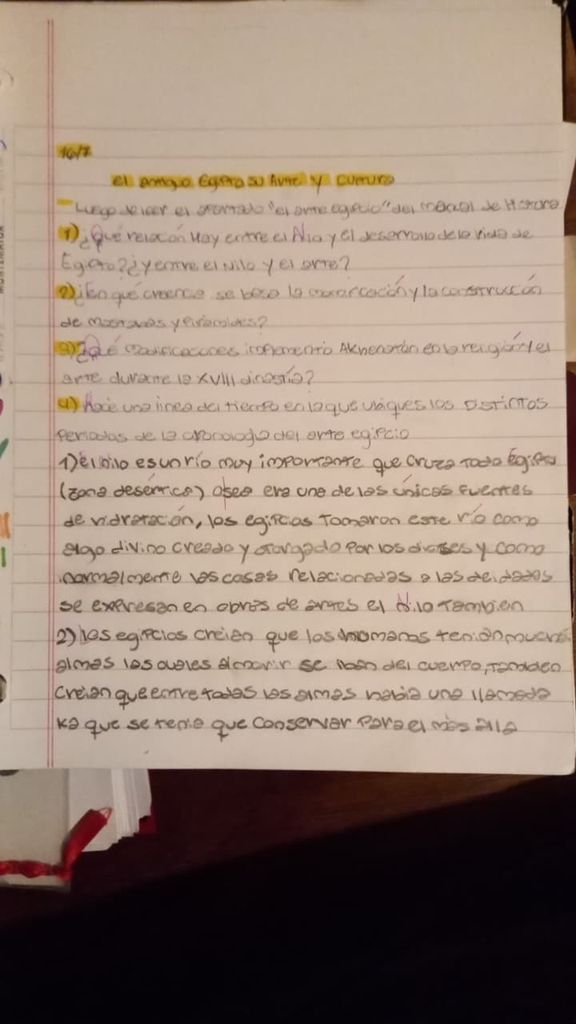 16/7
El antiguo Egipto su Arte y Cultura
- Luego de leer el apartado "el arte egipcio" del manual de Historia
1) ¿Qué relación Hay entre el Nilo y el desarrollo de la vida de
Egipto? ¿y entre el Nilo y el arte?
2) ¿En qué creencia se baso la momificación y la construcción
de mastabas y Piramides?
3) ¿Qué modificaciones implemento Akhenatón en la religión y el
arte durante la XVIII dinastía?
4) Hacé una linea del tiempo en la que ubiques los DISTINTOS
Periodos de la cronología del arte egipcio
1) el nilo es un río muy importante que cruza todo Egipto
(zona desértica) osea era una de las únicas fuentes
de hidratación, los egipcios tomaron este río como
algo divino creado y otorgado por los dioses y como
normalmente las cosas relacionadas a las deidades
se expresan en obras de artes el Nilo también
2) los egipcios creían que los humanos tenían muchas
almas las cuales al morir se iban del cuerpo, también
creían que entre todas las almas había una llamada
Ka que se tenia que conservar para el más allá